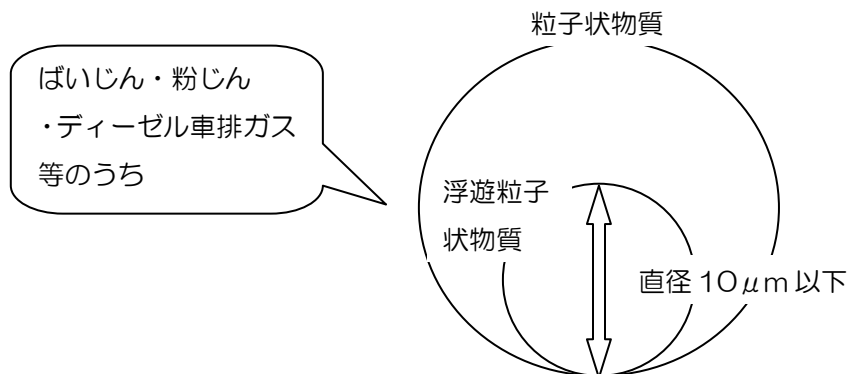 粒子状物質
ばいじん・粉じん
・ディーゼル車排ガス
等のうち
浮遊粒子
状物質
直径10μm以下